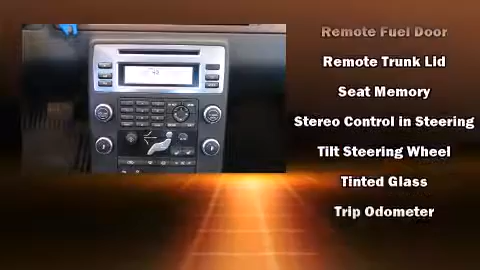 Remote Fuel Door
Remote Trunk Lid
Seat Memory
Stereo Control in Steering
Tilt Steering Wheel
Tinted Glass
Trip Odometer